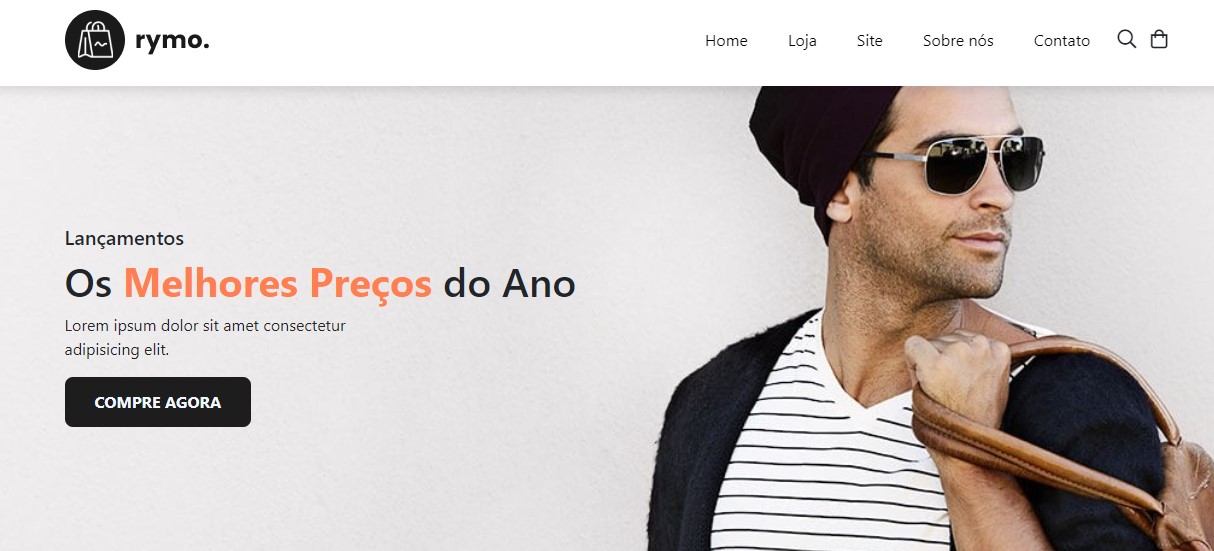 rymo.
Home Loja Site Sobre nós Contato
Lançamentos
Os Melhores Preços do Ano
Lorem ipsum dolor sit amet consectetur
adipisicing elit.
COMPRE AGORA